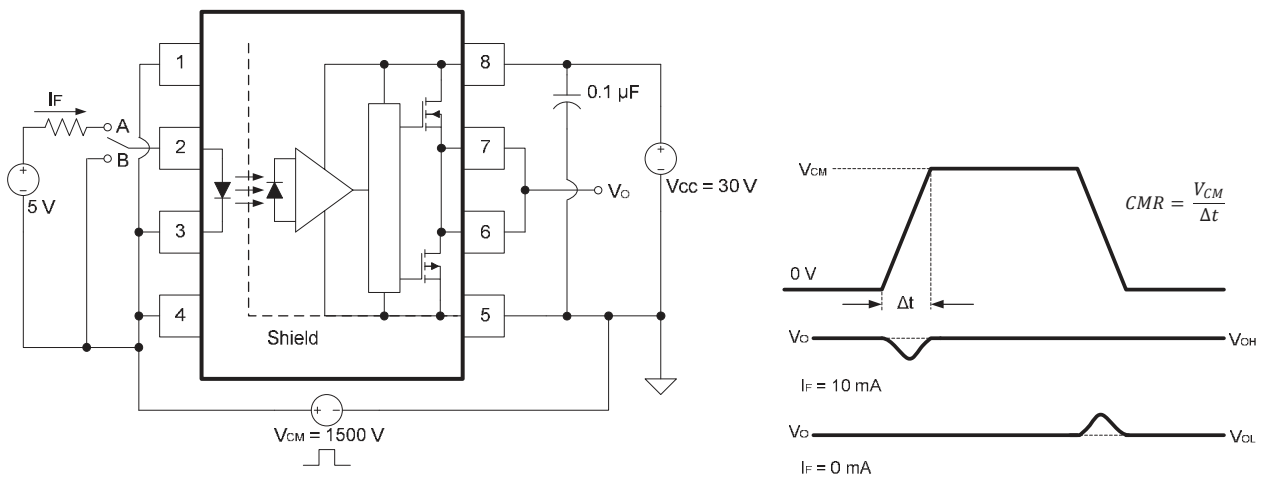 1
8
IF
A
B
0.1 µF
2
7
5 V
VO
VCC = 30 V
3
6
4
5
Shield
VCM = 1500 V
VCM
CMR = VCM / Δt
0 V
Δt
VO
VOH
IF = 10 mA
VO
VOL
IF = 0 mA